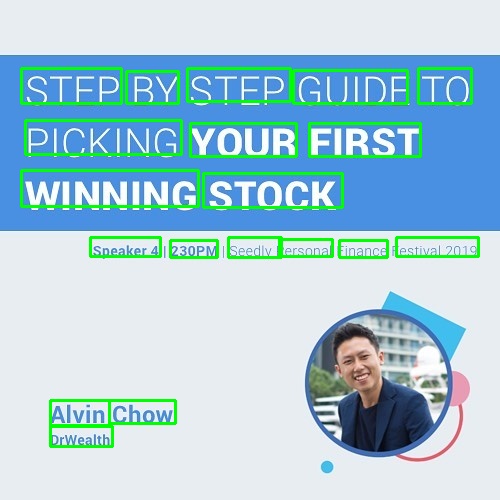 STEP BY STEP GUIDE TO
PICKING YOUR FIRST
WINNING STOCK
Speaker 4 | 230PM | Seedly Personal Finance Festival 2019
Alvin Chow
DrWealth